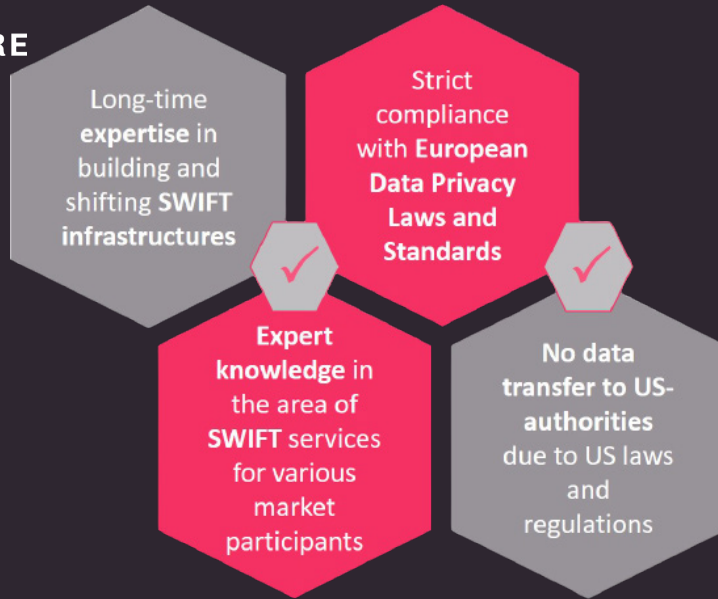 RE
Long-time
expertise in
building and
shifting SWIFT
infrastructures
Strict
compliance
with European
Data Privacy
Laws and
Standards
Expert
knowledge in
the area of
SWIFT services
for various
market
participants
No data
transfer to US-
authorities
due to US laws
and
regulations